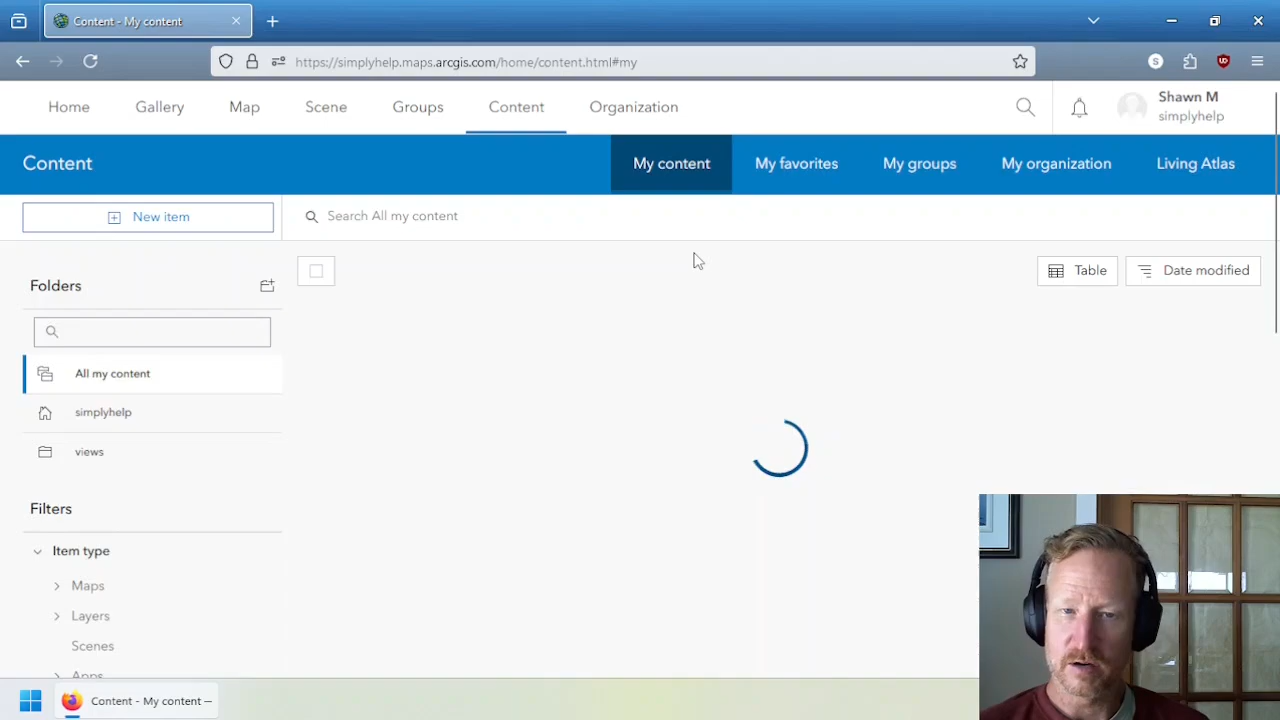 Content - My content
https://simplyhelp.maps.arcgis.com/home/content.html#my
S
Home
Gallery
Map
Scene
Groups
Content
Organization
Shawn M
simplyhelp
Content
My content
My favorites
My groups
My organization
Living Atlas
New item
Search All my content
Folders
Table
Date modified
All my content
simplyhelp
views
Filters
Item type
Maps
Layers
Scenes
Apps
Content - My content —